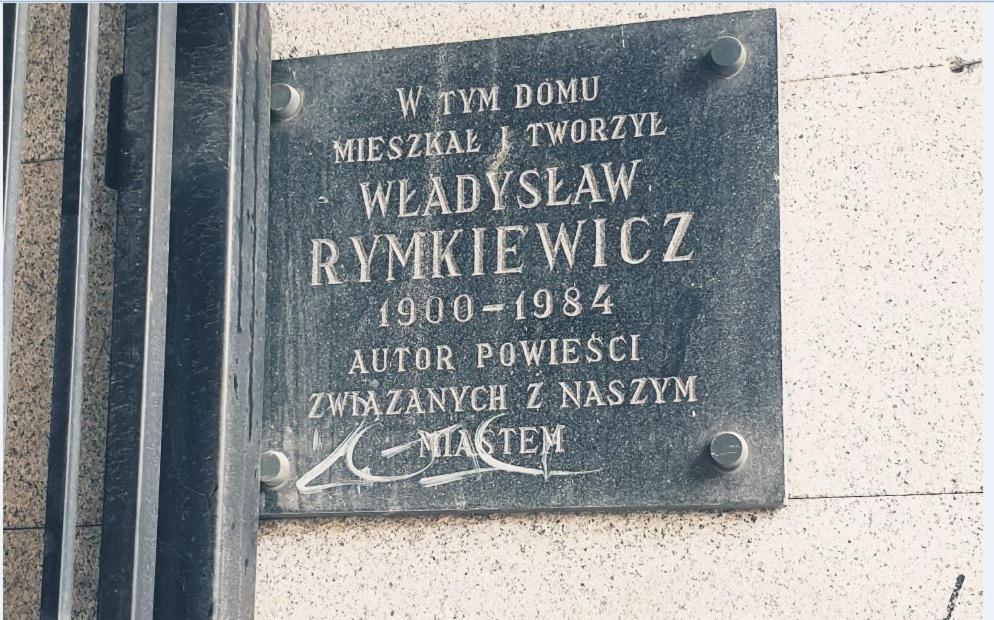 W TYM DOMU
MIESZKAŁ I TWORZYŁ
WŁADYSŁAW
RYMKIEWICZ
1900–1984
AUTOR POWIEŚCI
ZWIĄZANYCH Z NASZYM
MIASTEM